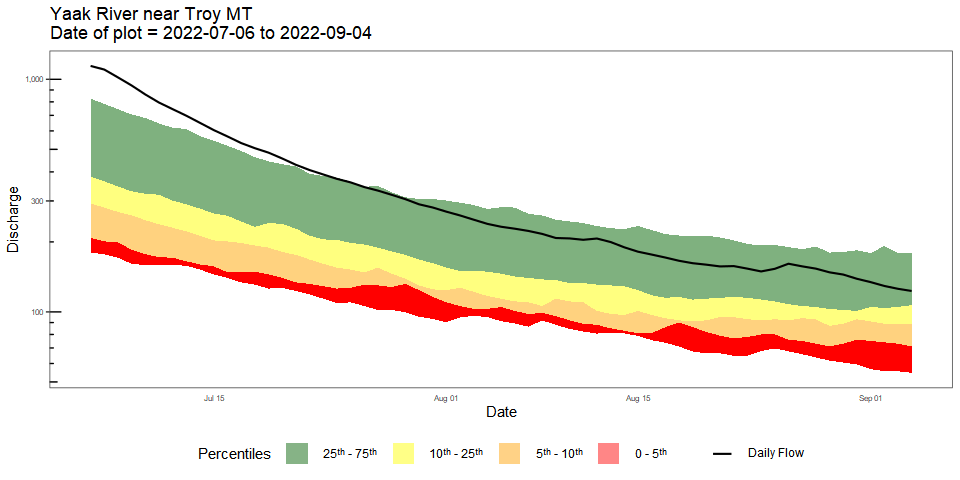 Yaak River near Troy MT
Date of plot = 2022-07-06 to 2022-09-04
Discharge
1,000
300
100
Jul 15 Aug 01 Aug 15 Sep 01
Date
Percentiles 25th - 75th 10th - 25th 5th - 10th 0 - 5th Daily Flow